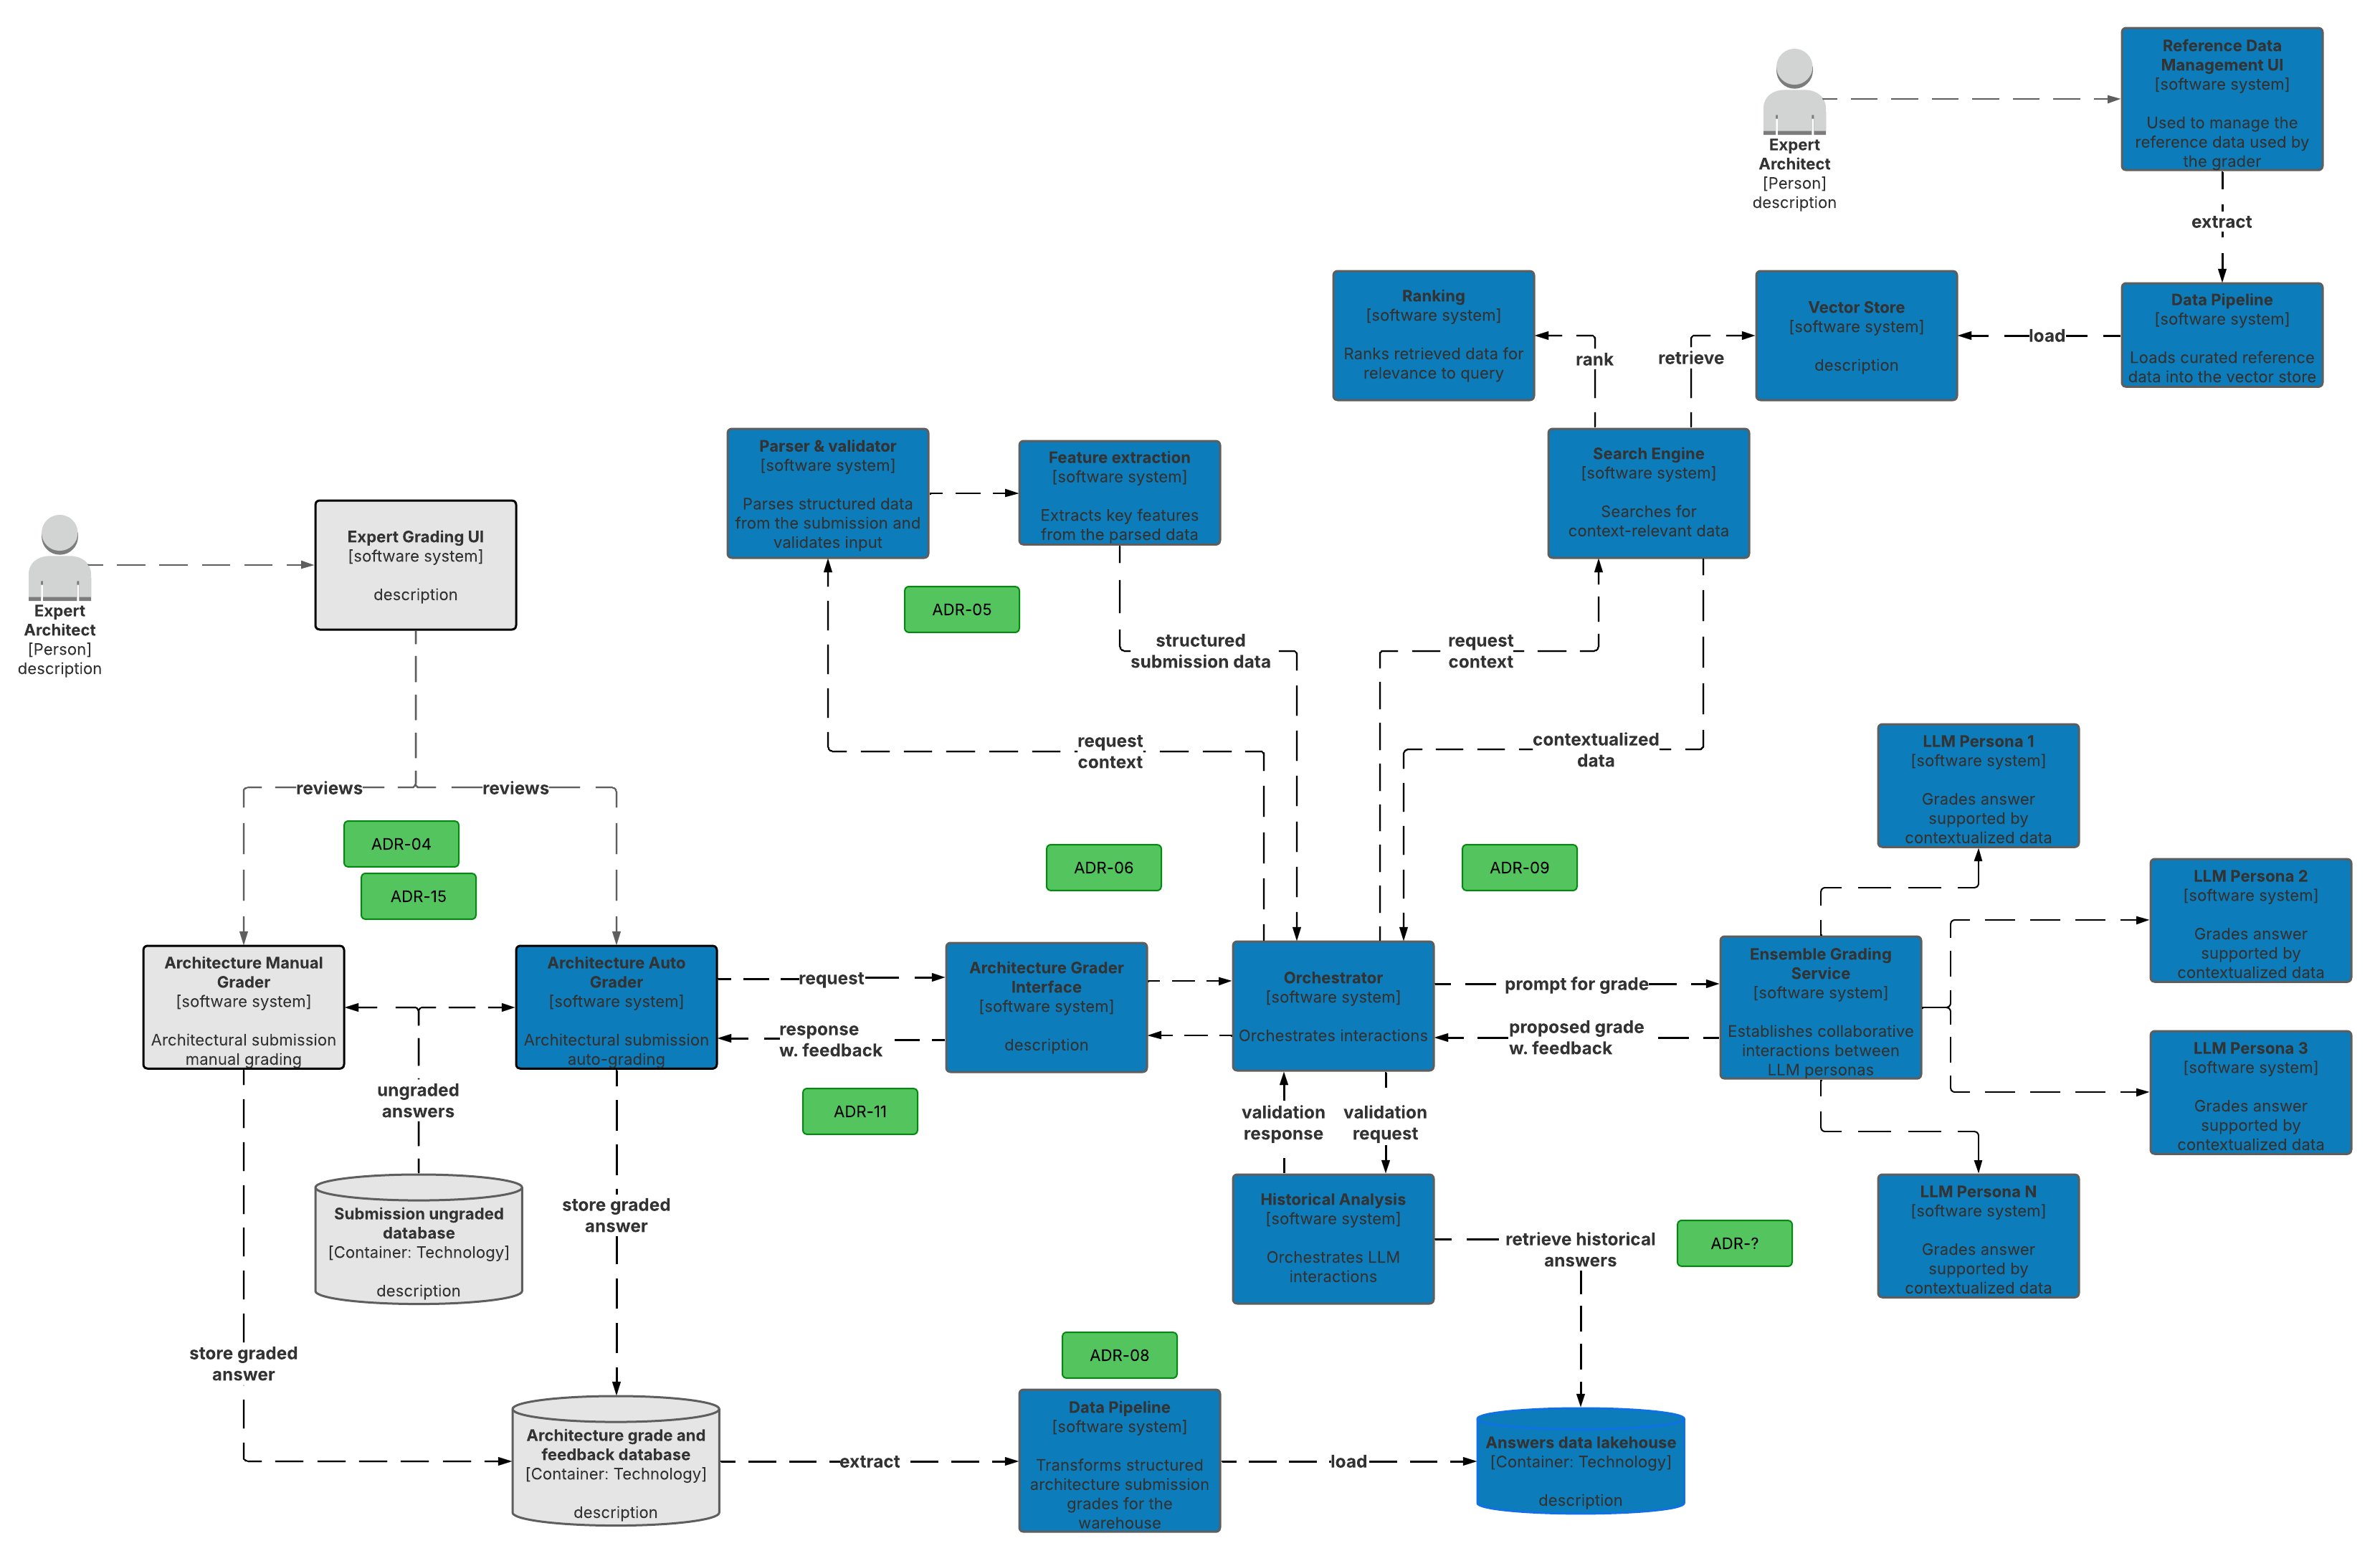 Reference Data
Management UI
[software system]
Used to manage the
reference data used by
the grader
Expert
Architect
[Person]
description
extract
Ranking
[software system]
Ranks retrieved data for
relevance to query
Vector Store
[software system]
description
Data Pipeline
[software system]
Loads curated reference
data into the vector store
rank
retrieve
load
Parser & validator
[software system]
Parses structured data
from the submission and
validates input
Feature extraction
[software system]
Extracts key features
from the parsed data
Search Engine
[software system]
Searches for
context-relevant data
Expert Grading UI
[software system]
description
Expert
Architect
[Person]
description
ADR-05
structured
submission data
request
context
request
context
contextualized
data
reviews
reviews
ADR-04
ADR-15
ADR-06
ADR-09
LLM Persona 1
[software system]
Grades answer
supported by
contextualized data
LLM Persona 2
[software system]
Grades answer
supported by
contextualized data
Architecture Manual
Grader
[software system]
Architectural submission
manual grading
Architecture Auto
Grader
[software system]
Architectural submission
auto-grading
request
response
w. feedback
Architecture Grader
Interface
[software system]
description
Orchestrator
[software system]
Orchestrates interactions
prompt for grade
proposed grade
w. feedback
Ensemble Grading
Service
[software system]
Establishes collaborative
interactions between
LLM personas
LLM Persona 3
[software system]
Grades answer
supported by
contextualized data
ungraded
answers
ADR-11
validation
response
validation
request
Submission ungraded
database
[Container: Technology]
description
store graded
answer
Historical Analysis
[software system]
Orchestrates LLM
interactions
retrieve historical
answers
ADR-?
LLM Persona N
[software system]
Grades answer
supported by
contextualized data
store graded
answer
ADR-08
Architecture grade and
feedback database
[Container: Technology]
description
extract
Data Pipeline
[software system]
Transforms structured
architecture submission
grades for the
warehouse
load
Answers data lakehouse
[Container: Technology]
description